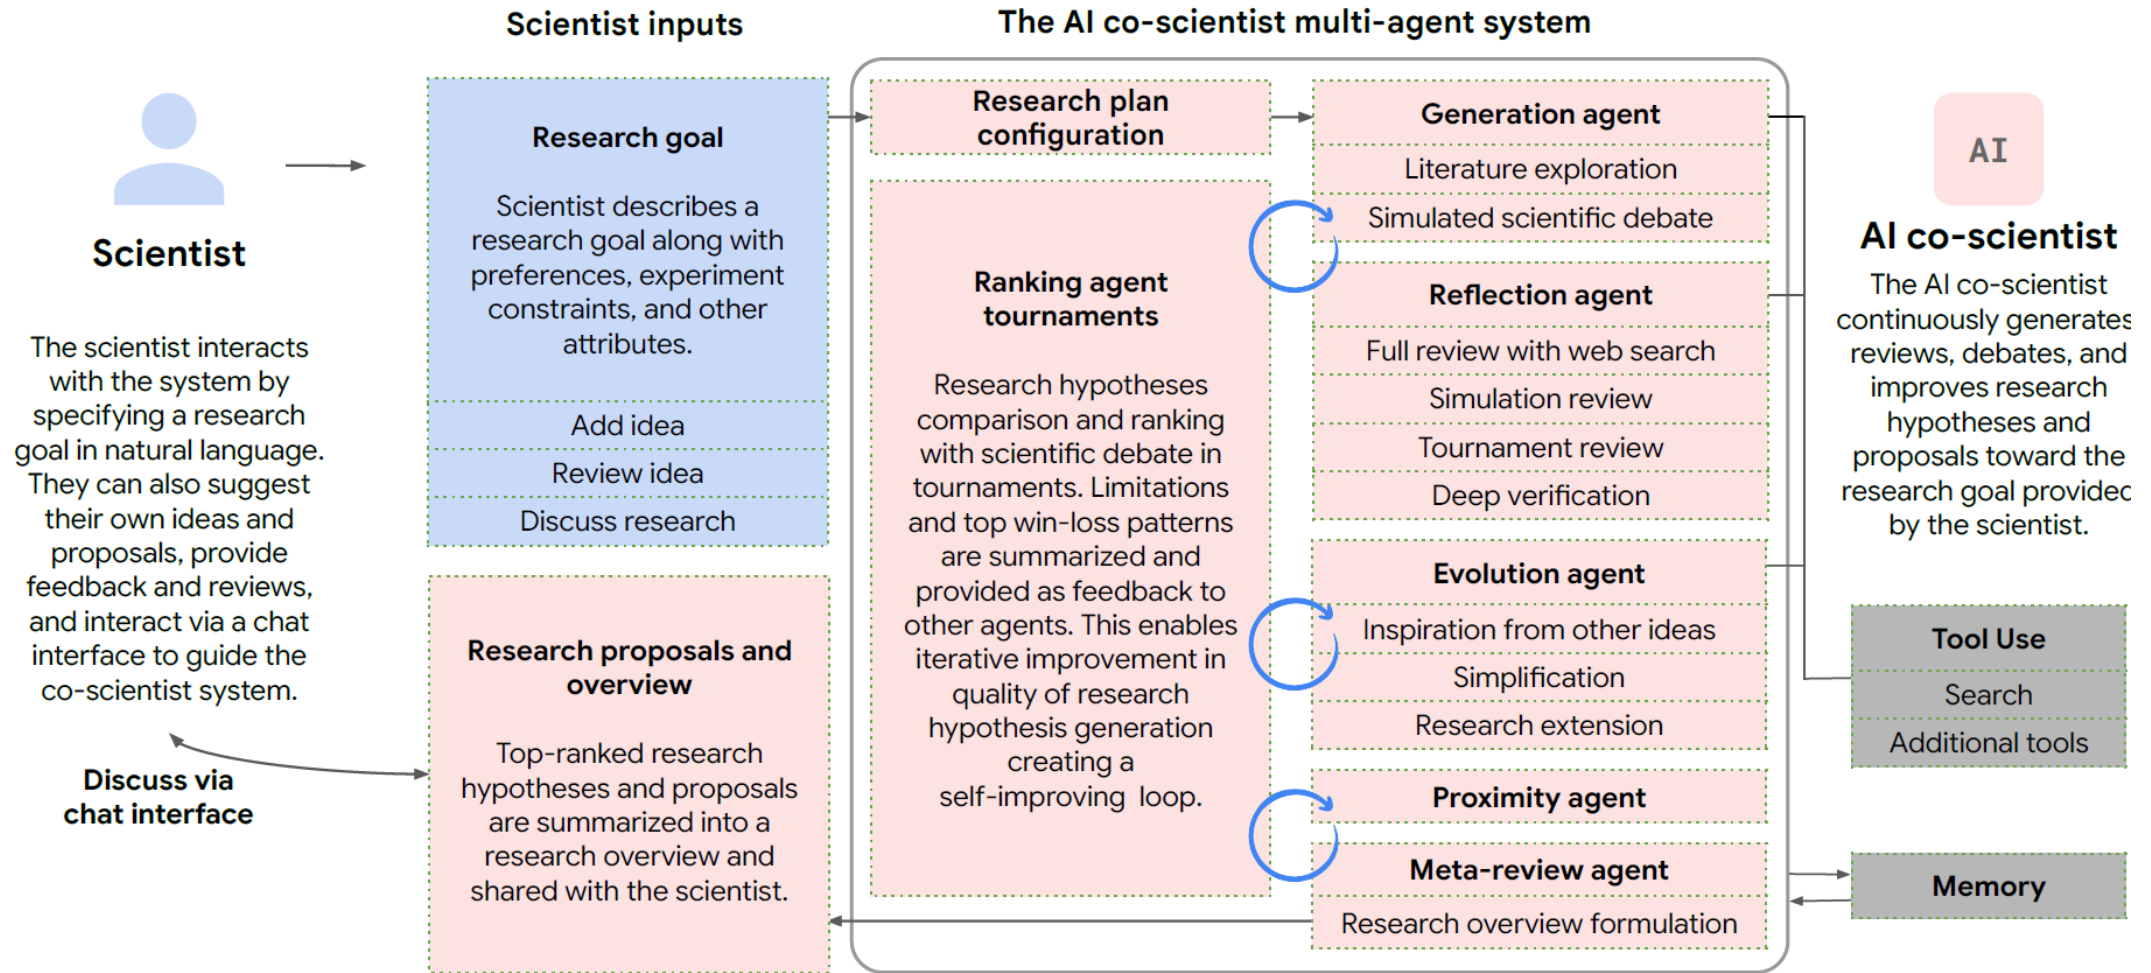 Scientist inputs
The AI co-scientist multi-agent system
Scientist
The scientist interacts
with the system by
specifying a research
goal in natural language.
They can also suggest
their own ideas and
proposals, provide
feedback and reviews,
and interact via a chat
interface to guide the
co-scientist system.
Discuss via
chat interface
Research goal
Scientist describes a
research goal along with
preferences, experiment
constraints, and other
attributes.
Add idea
Review idea
Discuss research
Research proposals and
overview
Top-ranked research
hypotheses and proposals
are summarized into a
research overview and
shared with the scientist.
Research plan
configuration
Ranking agent
tournaments
Research hypotheses
comparison and ranking
with scientific debate in
tournaments. Limitations
and top win-loss patterns
are summarized and
provided as feedback to
other agents. This enables
iterative improvement in
quality of research
hypothesis generation
creating a
self-improving loop.
Generation agent
Literature exploration
Simulated scientific debate
Reflection agent
Full review with web search
Simulation review
Tournament review
Deep verification
Evolution agent
Inspiration from other ideas
Simplification
Research extension
Proximity agent
Meta-review agent
Research overview formulation
AI
AI co-scientist
The AI co-scientist
continuously generates
reviews, debates, and
improves research
hypotheses and
proposals toward the
research goal provided
by the scientist.
Tool Use
Search
Additional tools
Memory